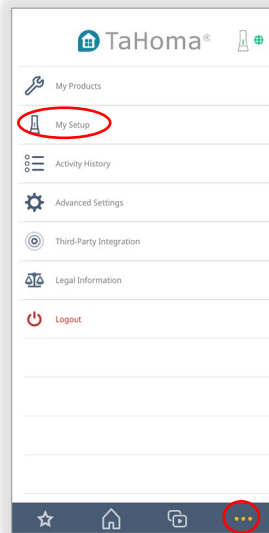 TaHoma®
My Products
My Setup
Activity History
Advanced Settings
Third-Party Integration
Legal Information
Logout